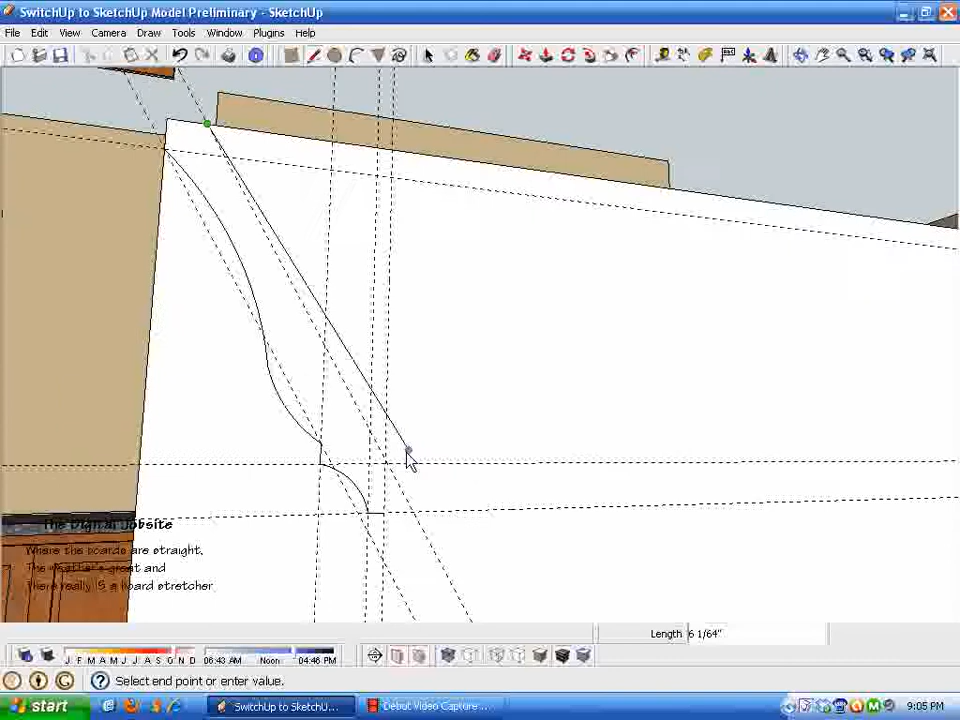 SwitchUp to SketchUp Model Preliminary - SketchUp
File Edit View Camera Draw Tools Window Plugins Help
The Digital Jobsite
Where the boards are straight,
The weather's great and
There really IS a board stretcher
Length 6 1/64"
J F M A M J J A S O N D 06:43 AM Noon 04:46 PM
Select end point or enter value.
start SwitchUp to SketchU... Debut Video Capture ... 9:05 PM